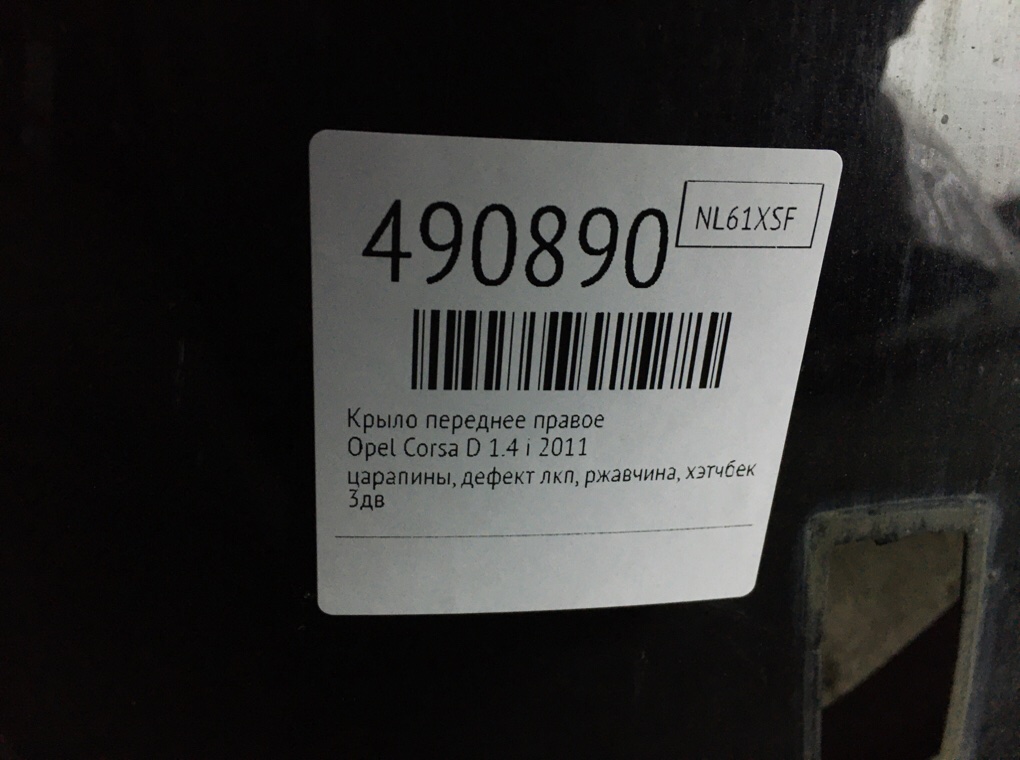 490890
NL61XSF
Крыло переднее правое
Opel Corsa D 1.4 i 2011
царапины, дефект лкп, ржавчина, хэтчбек
3дв